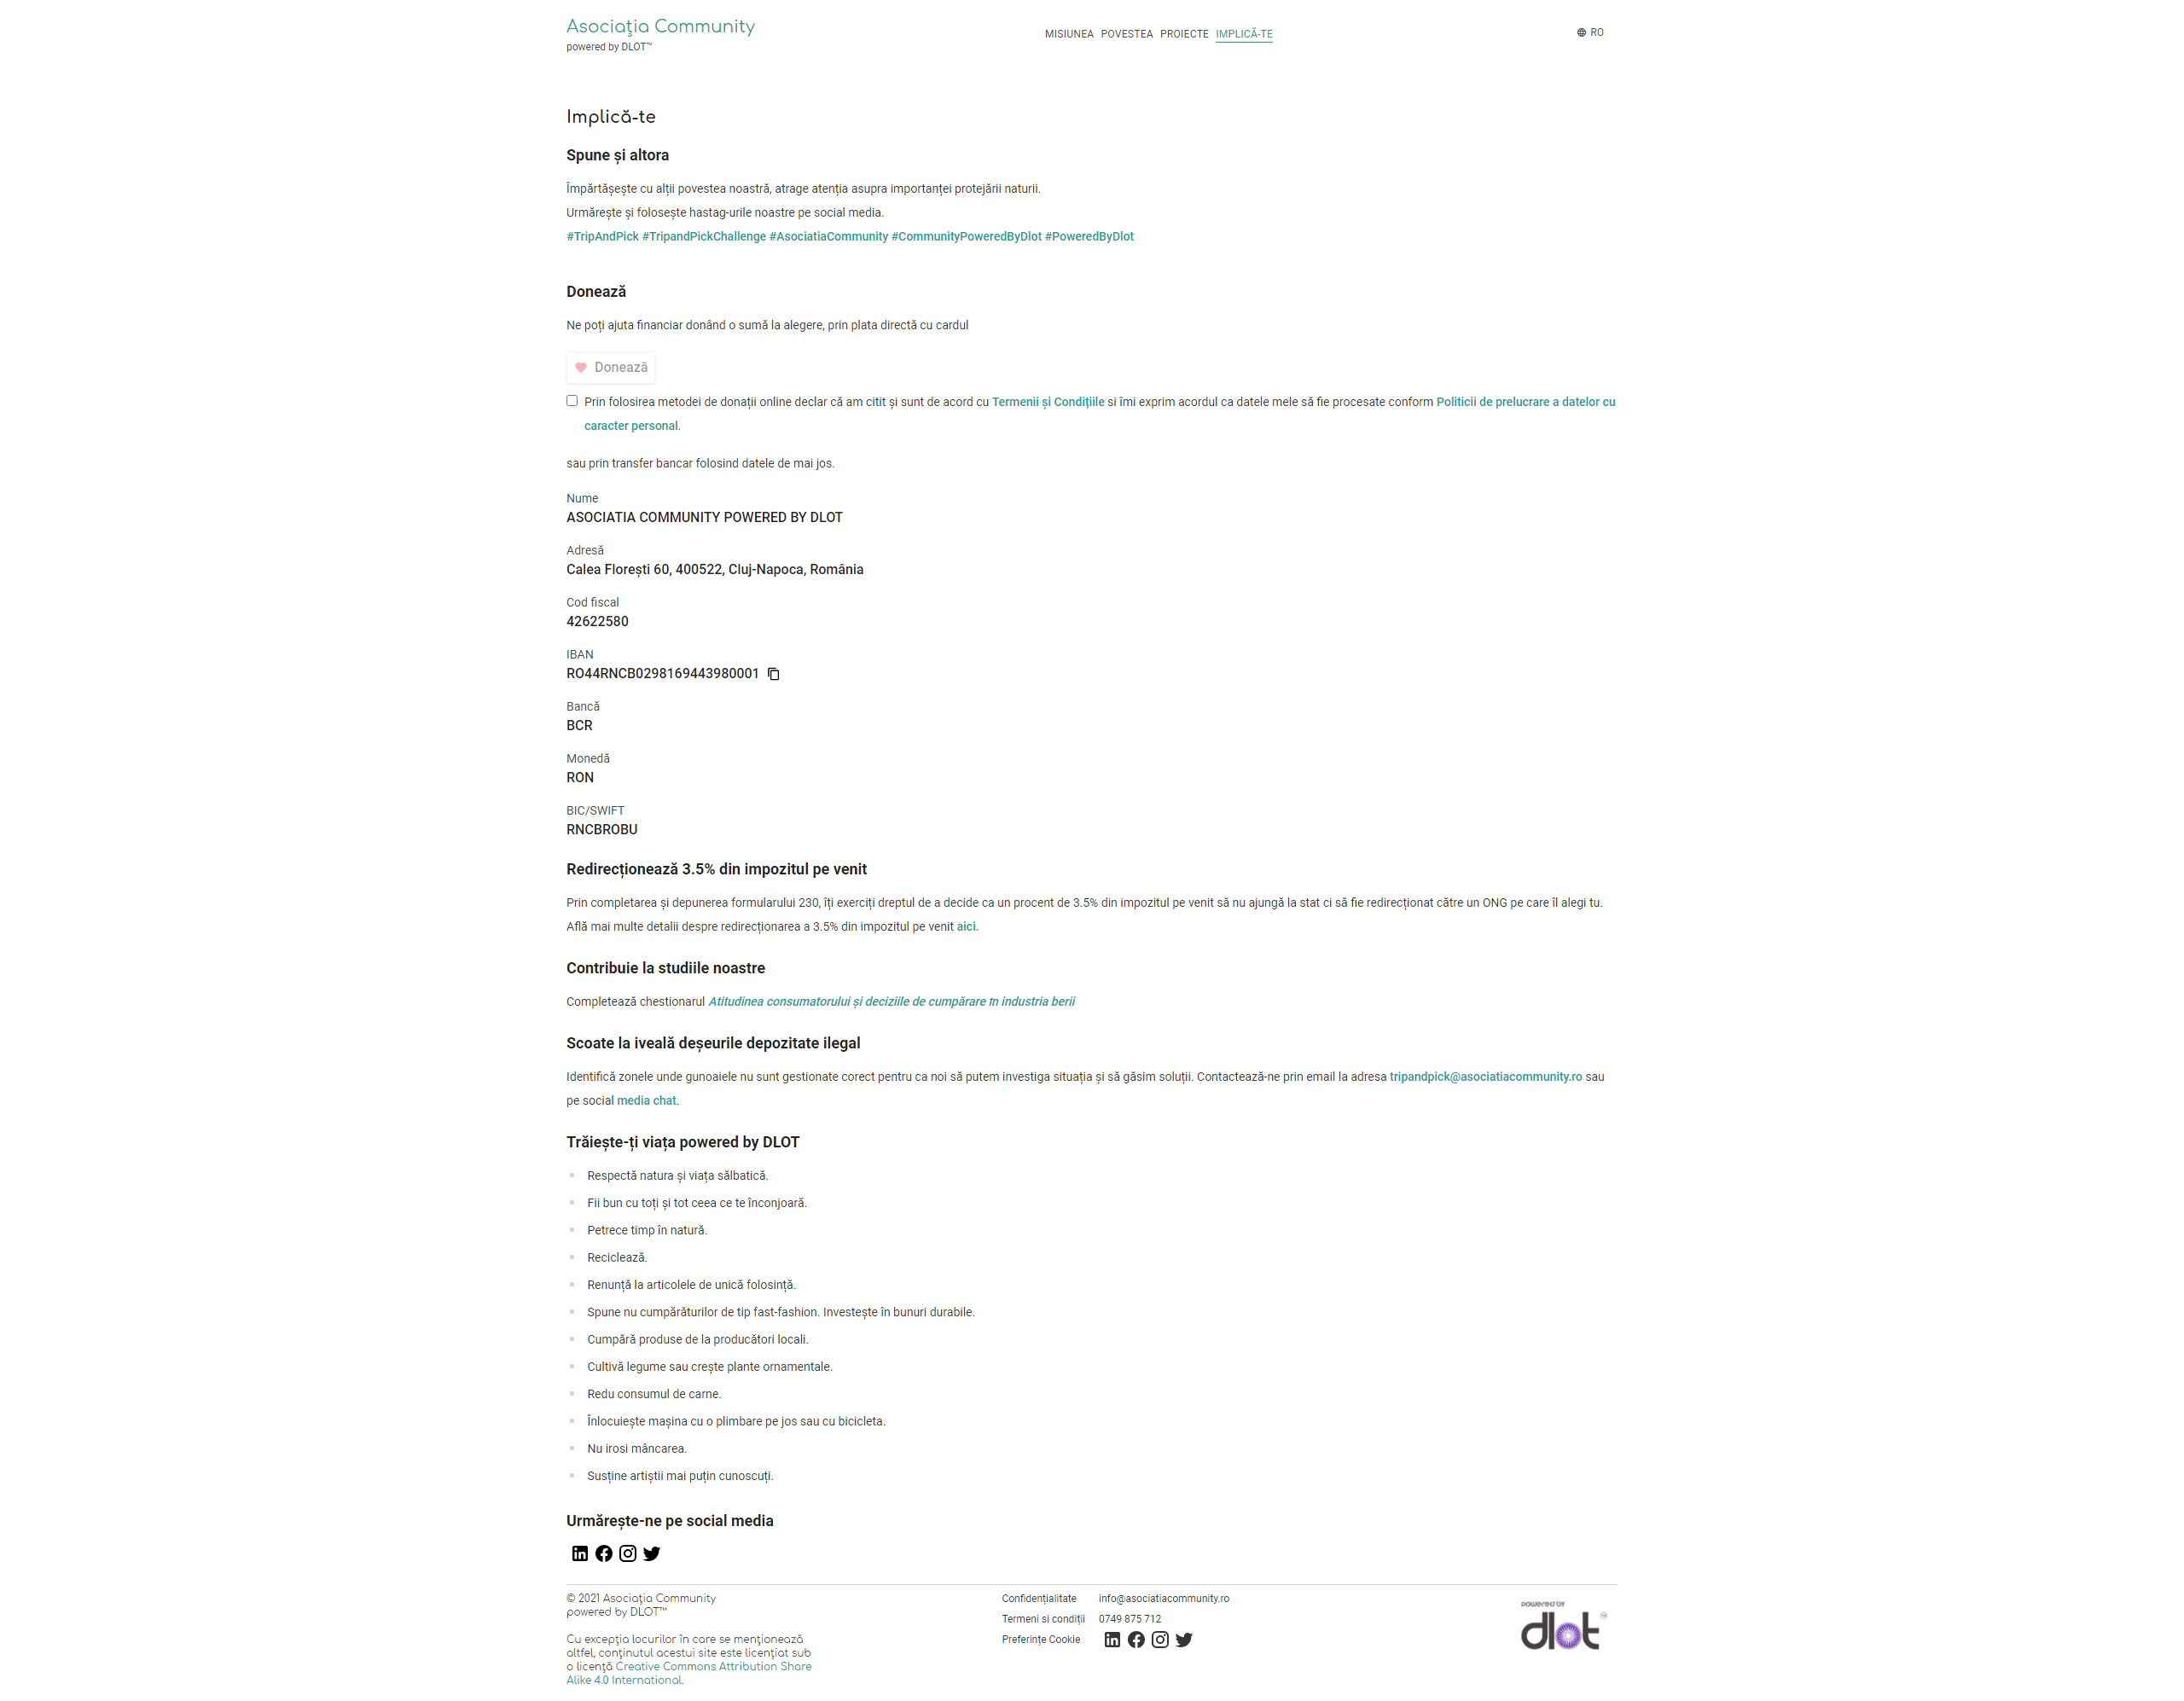 Asociaţia Community
powered by DLOT™
MISIUNEA POVESTEA PROIECTE IMPLICĂ-TE
RO
Implică-te
Spune și altora
Împărtășește cu alții povestea noastră, atrage atenția asupra importanței protejării naturii.
Urmărește și folosește hastag-urile noastre pe social media.
#TripAndPick #TripandPickChallenge #AsociatiaCommunity #CommunityPoweredByDlot #PoweredByDlot
Donează
Ne poți ajuta financiar donând o sumă la alegere, prin plata directă cu cardul
Donează
Prin folosirea metodei de donații online declar că am citit și sunt de acord cu Termenii și Condițiile si îmi exprim acordul ca datele mele să fie procesate conform Politicii de prelucrare a datelor cu
caracter personal.
sau prin transfer bancar folosind datele de mai jos.
Nume
ASOCIATIA COMMUNITY POWERED BY DLOT
Adresă
Calea Florești 60, 400522, Cluj-Napoca, România
Cod fiscal
42622580
IBAN
RO44RNCB0298169443980001
Bancă
BCR
Monedă
RON
BIC/SWIFT
RNCBROBU
Redirecționează 3.5% din impozitul pe venit
Prin completarea și depunerea formularului 230, îți exerciți dreptul de a decide ca un procent de 3.5% din impozitul pe venit să nu ajungă la stat ci să fie redirecționat către un ONG pe care îl alegi tu.
Află mai multe detalii despre redirecționarea a 3.5% din impozitul pe venit aici.
Contribuie la studiile noastre
Completează chestionarul Atitudinea consumatorului și deciziile de cumpărare în industria berii
Scoate la iveală deșeurile depozitate ilegal
Identifică zonele unde gunoaiele nu sunt gestionate corect pentru ca noi să putem investiga situația și să găsim soluții. Contactează-ne prin email la adresa tripandpick@asociatiacommunity.ro sau
pe social media chat.
Trăiește-ți viața powered by DLOT
Respectă natura și viața sălbatică.
Fii bun cu toți și tot ceea ce te înconjoară.
Petrece timp în natură.
Reciclează.
Renunță la articolele de unică folosință.
Spune nu cumpărăturilor de tip fast-fashion. Investește în bunuri durabile.
Cumpără produse de la producători locali.
Cultivă legume sau crește plante ornamentale.
Redu consumul de carne.
Înlocuiește mașina cu o plimbare pe jos sau cu bicicleta.
Nu irosi mâncarea.
Susține artiștii mai puțin cunoscuți.
Urmărește-ne pe social media
© 2021 Asociaţia Community
powered by DLOT™
Cu excepţia locurilor în care se menţionează
altfel, conţinutul acestui site este licenţiat sub
o licenţă Creative Commons Attribution Share
Alike 4.0 International.
Confidențialitate
Termeni si condiții
Preferințe Cookie
info@asociatiacommunity.ro
0749 875 712
powered by
dlot